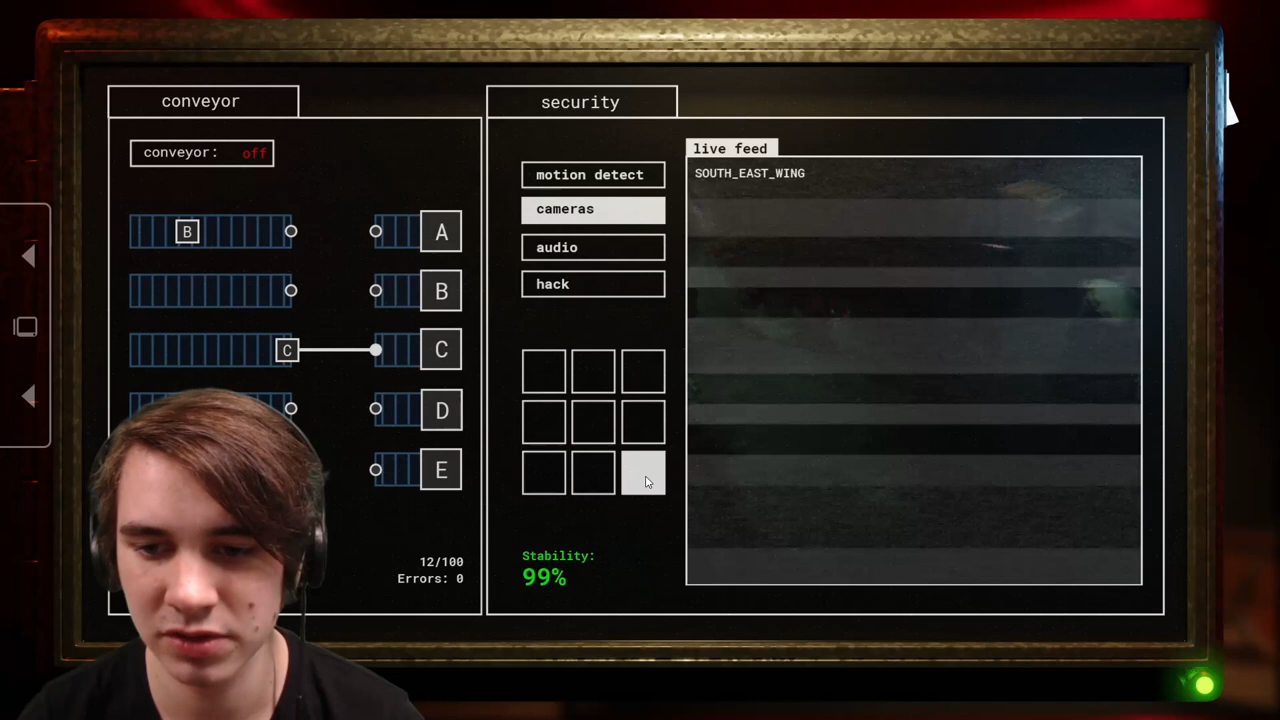 conveyor
conveyor: off
B
A
B
C
C
D
E
12/100
Errors: 0
security
motion detect
cameras
audio
hack
Stability:
99%
live feed
SOUTH_EAST_WING